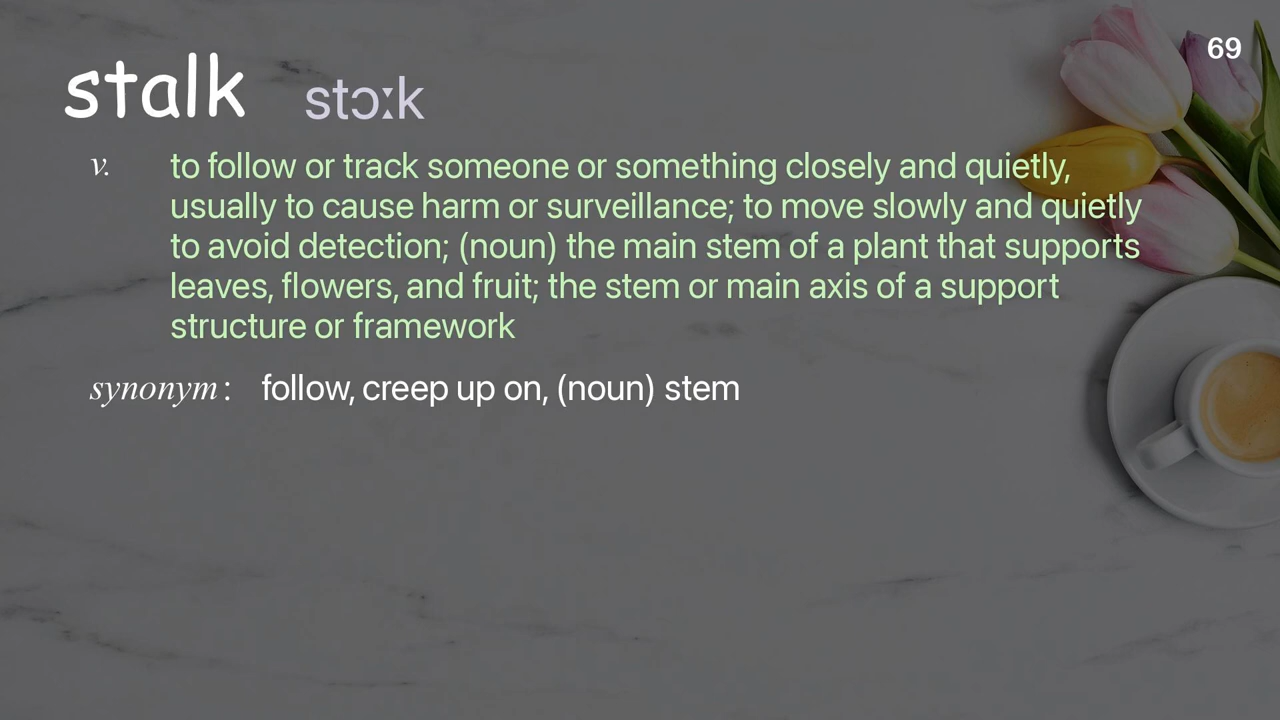 69
stalk stɔːk
v. to follow or track someone or something closely and quietly,
usually to cause harm or surveillance; to move slowly and quietly
to avoid detection; (noun) the main stem of a plant that supports
leaves, flowers, and fruit; the stem or main axis of a support
structure or framework
synonym: follow, creep up on, (noun) stem